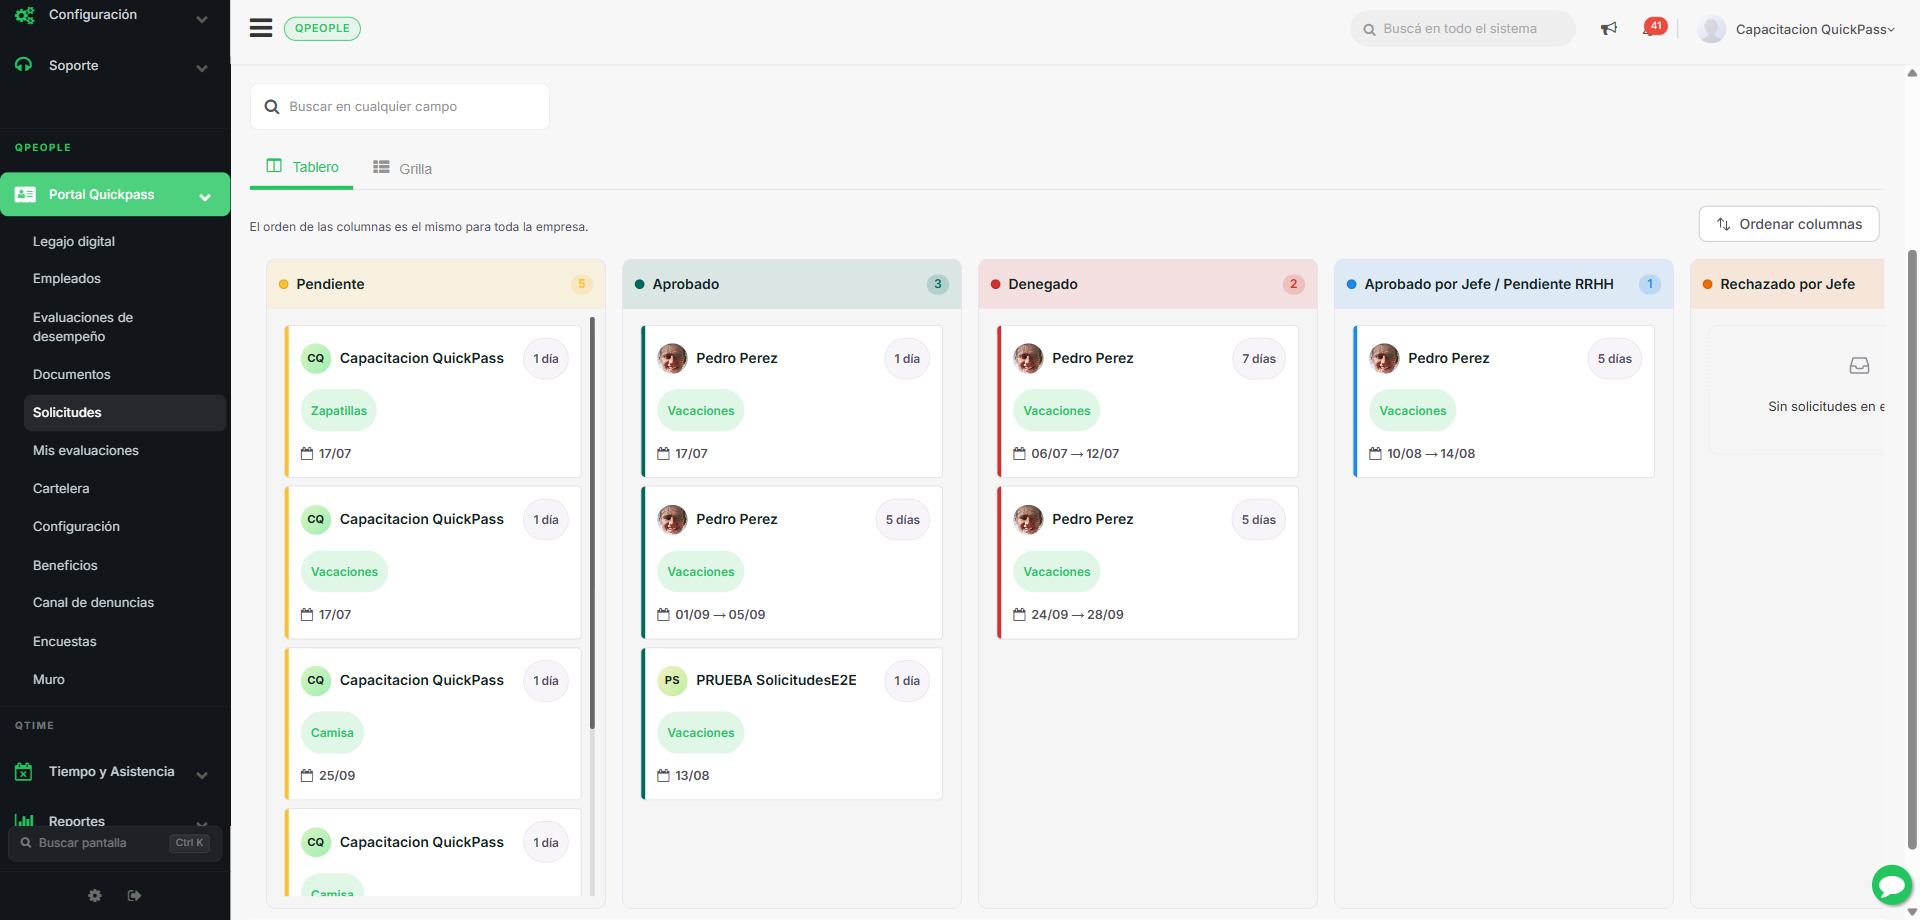 Configuración
Soporte
QPEOPLE
Portal Quickpass
Legajo digital
Empleados
Evaluaciones de
desempeño
Documentos
Solicitudes
Mis evaluaciones
Cartelera
Configuración
Beneficios
Canal de denuncias
Encuestas
Muro
QTIME
Tiempo y Asistencia
Reportes
Buscar pantalla Ctrl K
QPEOPLE
Buscá en todo el sistema
41
Capacitacion QuickPass
Buscar en cualquier campo
Tablero
Grilla
El orden de las columnas es el mismo para toda la empresa.
Ordenar columnas
Pendiente 5
CQ Capacitacion QuickPass 1 día
Zapatillas
17/07
CQ Capacitacion QuickPass 1 día
Vacaciones
17/07
CQ Capacitacion QuickPass 1 día
Camisa
25/09
CQ Capacitacion QuickPass 1 día
Camisa
Aprobado 3
Pedro Perez 1 día
Vacaciones
17/07
Pedro Perez 5 días
Vacaciones
01/09 → 05/09
PS PRUEBA SolicitudesE2E 1 día
Vacaciones
13/08
Denegado 2
Pedro Perez 7 días
Vacaciones
06/07 → 12/07
Pedro Perez 5 días
Vacaciones
24/09 → 28/09
Aprobado por Jefe / Pendiente RRHH 1
Pedro Perez 5 días
Vacaciones
10/08 → 14/08
Rechazado por Jefe
Sin solicitudes en